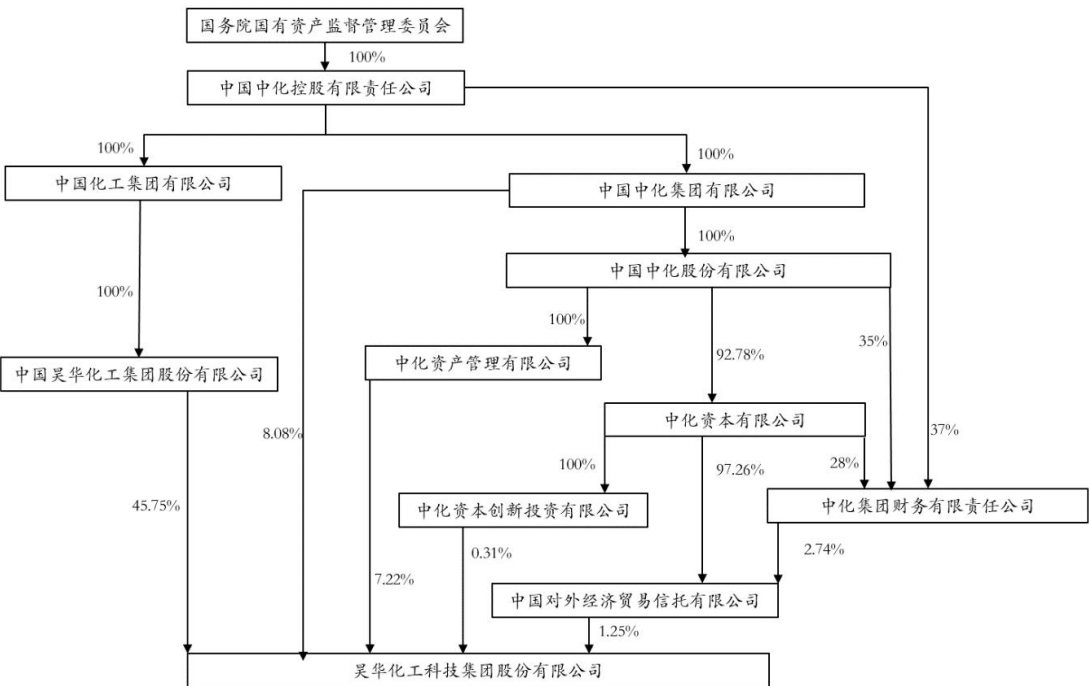 国务院国有资产监督管理委员会
100%
中国中化控股有限责任公司
100%
100%
中国化工集团有限公司
中国中化集团有限公司
100%
中国中化股份有限公司
100%
100%
35%
92.78%
中化资产管理有限公司
中国昊华化工集团股份有限公司
中化资本有限公司
8.08%
37%
100%
97.26%
28%
45.75%
中化资本创新投资有限公司
中化集团财务有限责任公司
0.31%
2.74%
7.22%
中国对外经济贸易信托有限公司
1.25%
昊华化工科技集团股份有限公司